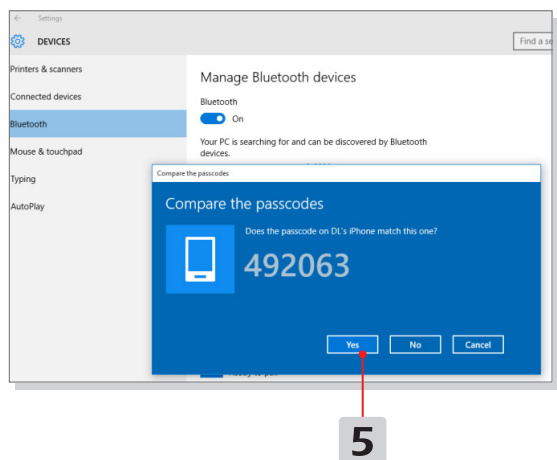 Settings
DEVICES
Find a se
Printers & scanners
Connected devices
Bluetooth
Mouse & touchpad
Typing
AutoPlay
Manage Bluetooth devices
Bluetooth
On
Your PC is searching for and can be discovered by Bluetooth
devices.
Compare the passcodes
Compare the passcodes
Does the passcode on DL's iPhone match this one?
492063
Yes No Cancel
5